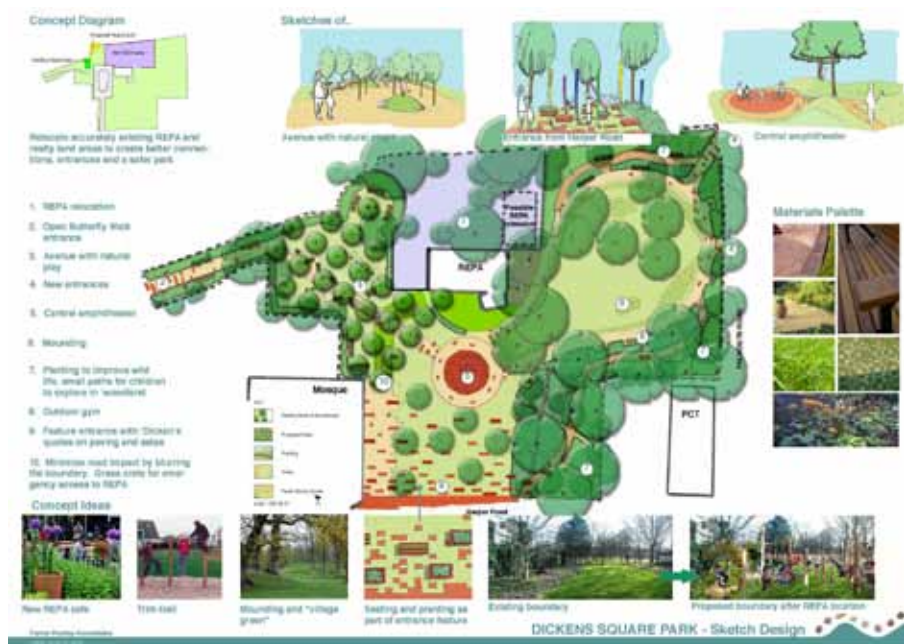 Concept Diagram
Sketches of..
Relocate accurately existing REPA and
realty land areas to create better connec-
tions, entrances and a safer park
Avenue with natural
Entrance from Harper Road
Central amphitheater
1. REPA relocation
2. Open Butterfly Walk
entrance
3. Avenue with natural
play
4. New entrances
5. Central amphitheater
6. Mounding
7. Planting to improve wild
life, small paths for children
to explore in 'woodland'
8. Outdoor gym
9. Feature entrance with 'Dicken's
quotes on paving and seats
10. Minimise road impact by blurring
the boundary. Grass crete for emer-
gency access to REPA
Possible
REPA
Mosque
PCT
Harper Road
Materials Palette
Concept Ideas
New REPA cafe
Trim-trail
Mounding and "village
green"
Seating and planting as
part of entrance feature
Existing boundary
Proposed boundary after REPA location
DICKENS SQUARE PARK - Sketch Design